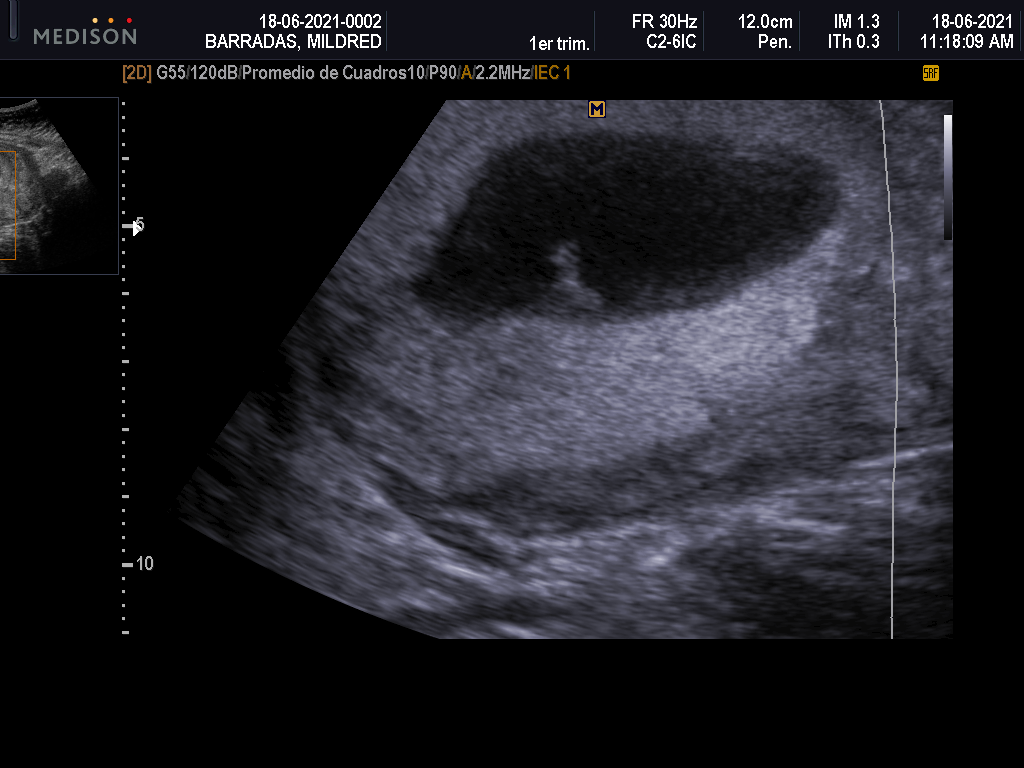 MEDISON
18-06-2021-0002
BARRADAS, MILDRED
1er trim.
FR 30Hz
C2-6IC
12.0cm
Pen.
IM 1.3
ITh 0.3
18-06-2021
11:18:09 AM
[2D] G55/120dB/Promedio de Cuadros10/P90/A/2.2MHz/IEC 1
SRF
M
5
10